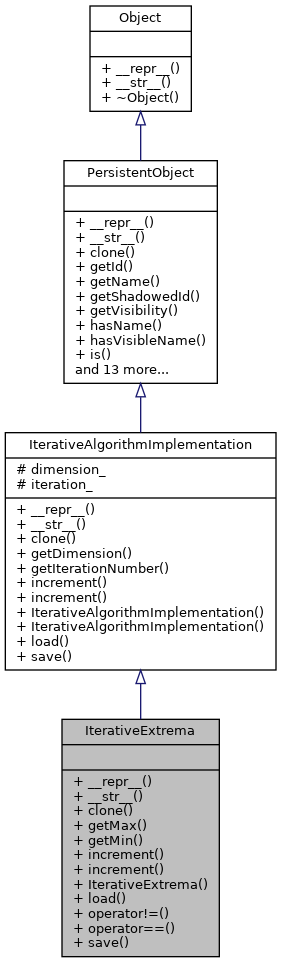 Object
+ __repr__()
+ __str__()
+ ~Object()
PersistentObject
+ __repr__()
+ __str__()
+ clone()
+ getId()
+ getName()
+ getShadowedId()
+ getVisibility()
+ hasName()
+ hasVisibleName()
+ is()
and 13 more...
IterativeAlgorithmImplementation
# dimension_
# iteration_
+ __repr__()
+ __str__()
+ clone()
+ getDimension()
+ getIterationNumber()
+ increment()
+ increment()
+ IterativeAlgorithmImplementation()
+ IterativeAlgorithmImplementation()
+ load()
+ save()
IterativeExtrema
+ __repr__()
+ __str__()
+ clone()
+ getMax()
+ getMin()
+ increment()
+ increment()
+ IterativeExtrema()
+ load()
+ operator!=()
+ operator==()
+ save()